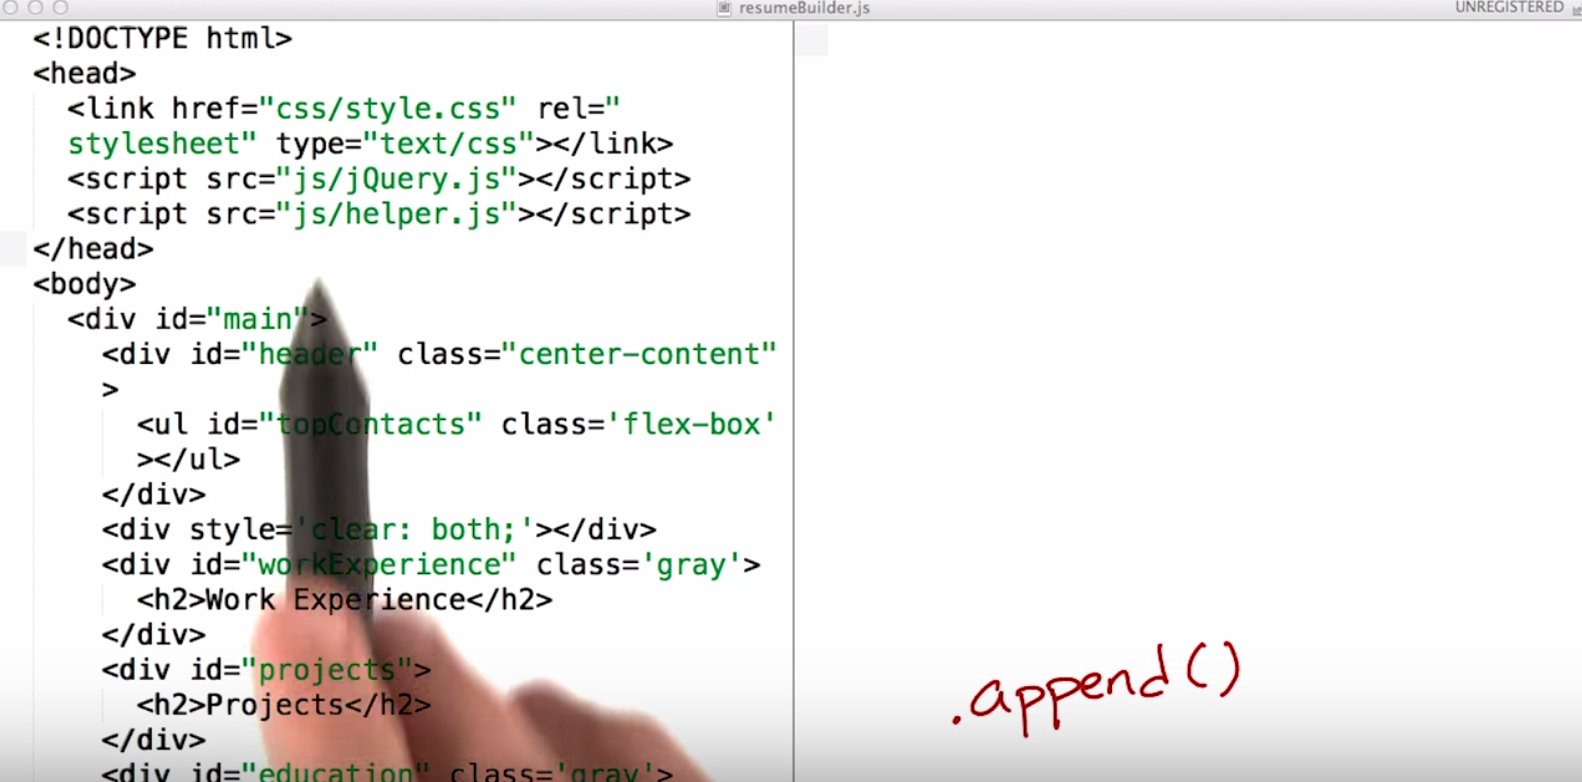 resumeBuilder.js
UNREGISTERED
<!DOCTYPE html>
<head>
<link href="css/style.css" rel="
stylesheet" type="text/css"></link>
<script src="js/jQuery.js"></script>
<script src="js/helper.js"></script>
</head>
<body>
<div id="main">
<div id="header" class="center-content"
>
<ul id="topContacts" class='flex-box'
></ul>
</div>
<div style='clear: both;'></div>
<div id="workExperience" class='gray'>
<h2>Work Experience</h2>
</div>
<div id="projects">
<h2>Projects</h2>
</div>
<div id="education" class='gray'>
.append()